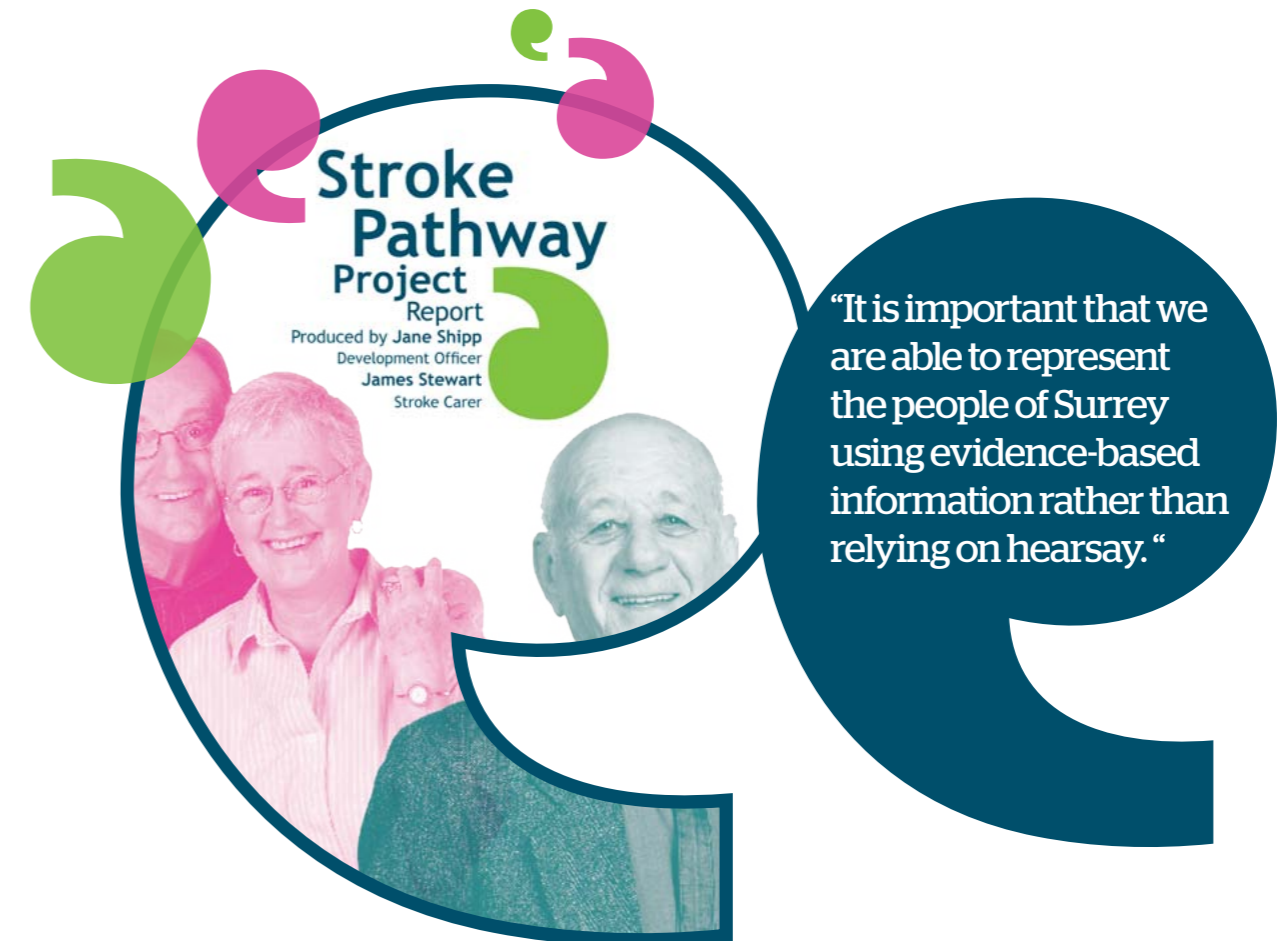 Stroke
Pathway
Project
Report
Produced by Jane Shipp
Development Officer
James Stewart
Stroke Carer
“It is important that we
are able to represent
the people of Surrey
using evidence-based
information rather than
relying on hearsay. “